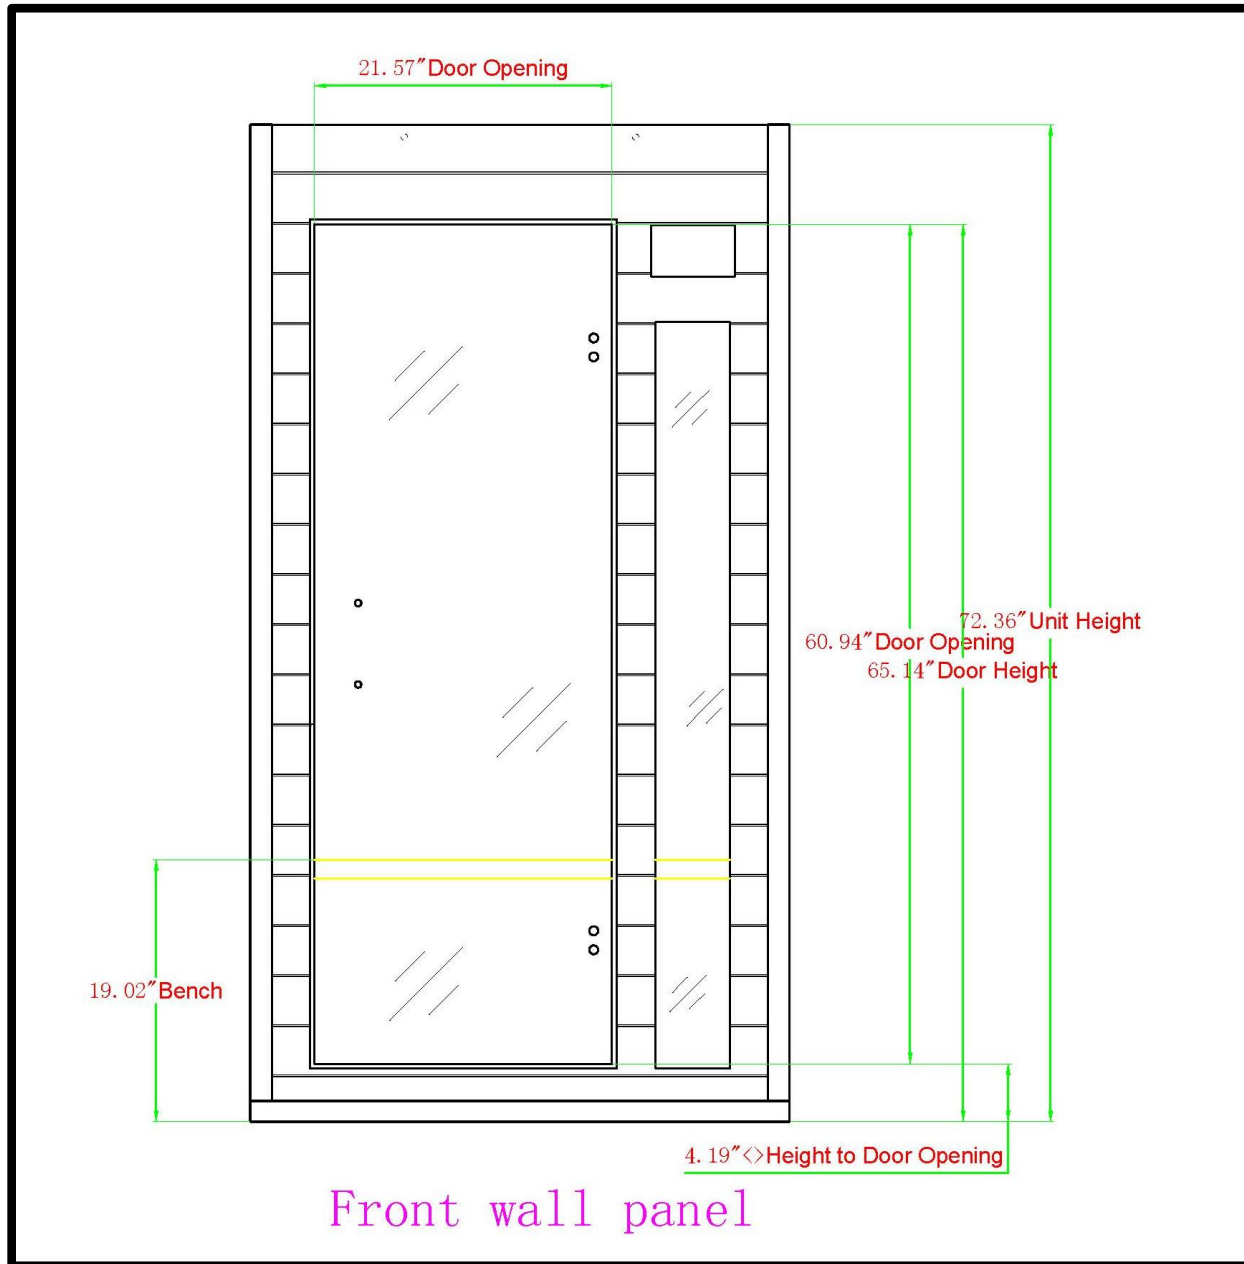 21.57"Door Opening
72.36"Unit Height
60.94"Door Opening
65.14"Door Height
19.02"Bench
4.19"<>Height to Door Opening
Front wall panel